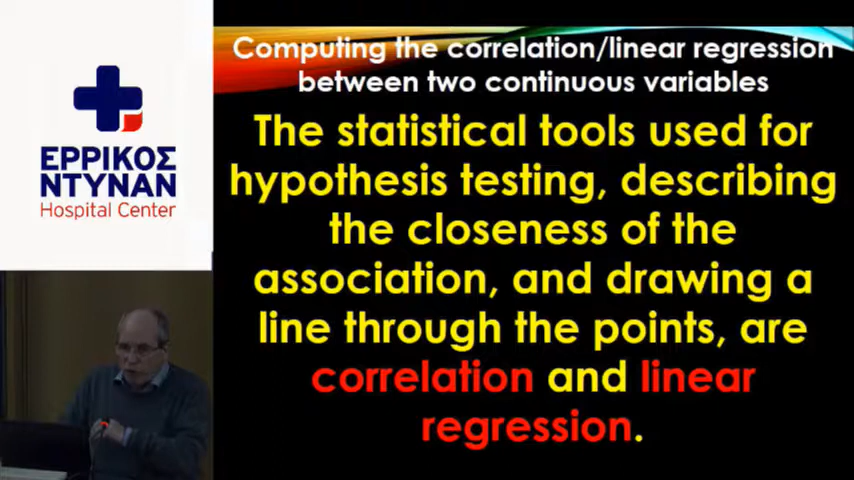 ΕΡΡΙΚΟΣ
ΝΤΥΝΑΝ
Hospital Center
Computing the correlation/linear regression
between two continuous variables
The statistical tools used for
hypothesis testing, describing
the closeness of the
association, and drawing a
line through the points, are
correlation and linear
regression.